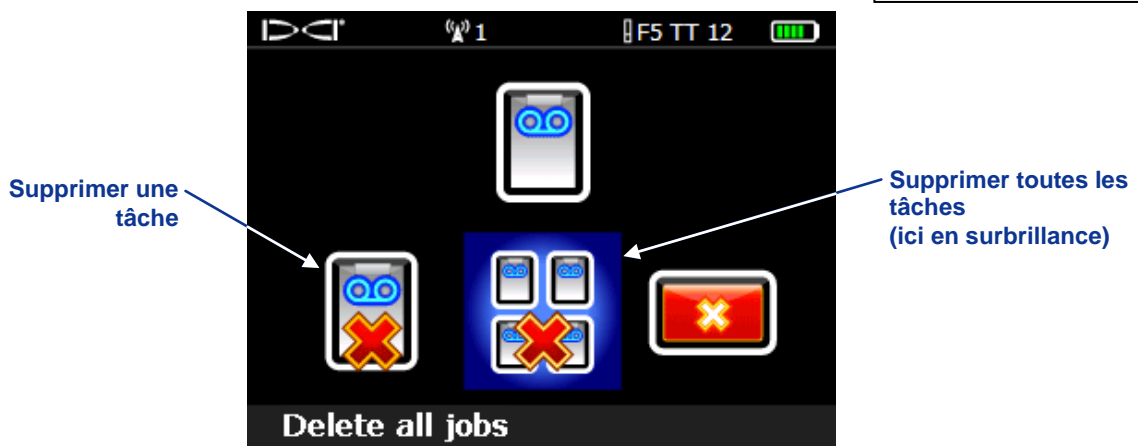 DCI 1 F5 TT 12
Supprimer une
tâche
Supprimer toutes les
tâches
(ici en surbrillance)
Delete all jobs